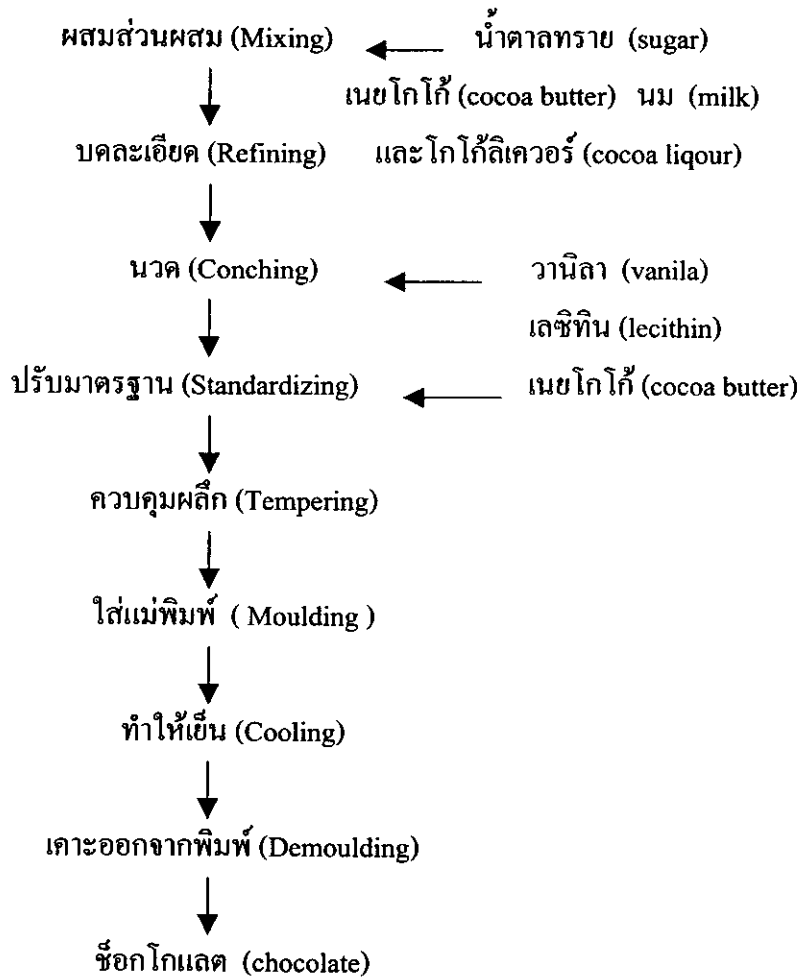 ผสมส่วนผสม (Mixing) น้ำตาลทราย (sugar)
เนยโกโก้ (cocoa butter) นม (milk)
บดละเอียด (Refining) และโกโก้ลิเควอร์ (cocoa liqour)
นวด (Conching) วานิลา (vanila)
เลซิทิน (lecithin)
ปรับมาตรฐาน (Standardizing) เนยโกโก้ (cocoa butter)
ควบคุมผลึก (Tempering)
ใส่แม่พิมพ์ ( Moulding )
ทำให้เย็น (Cooling)
เคาะออกจากพิมพ์ (Demoulding)
ช็อกโกแลต (chocolate)